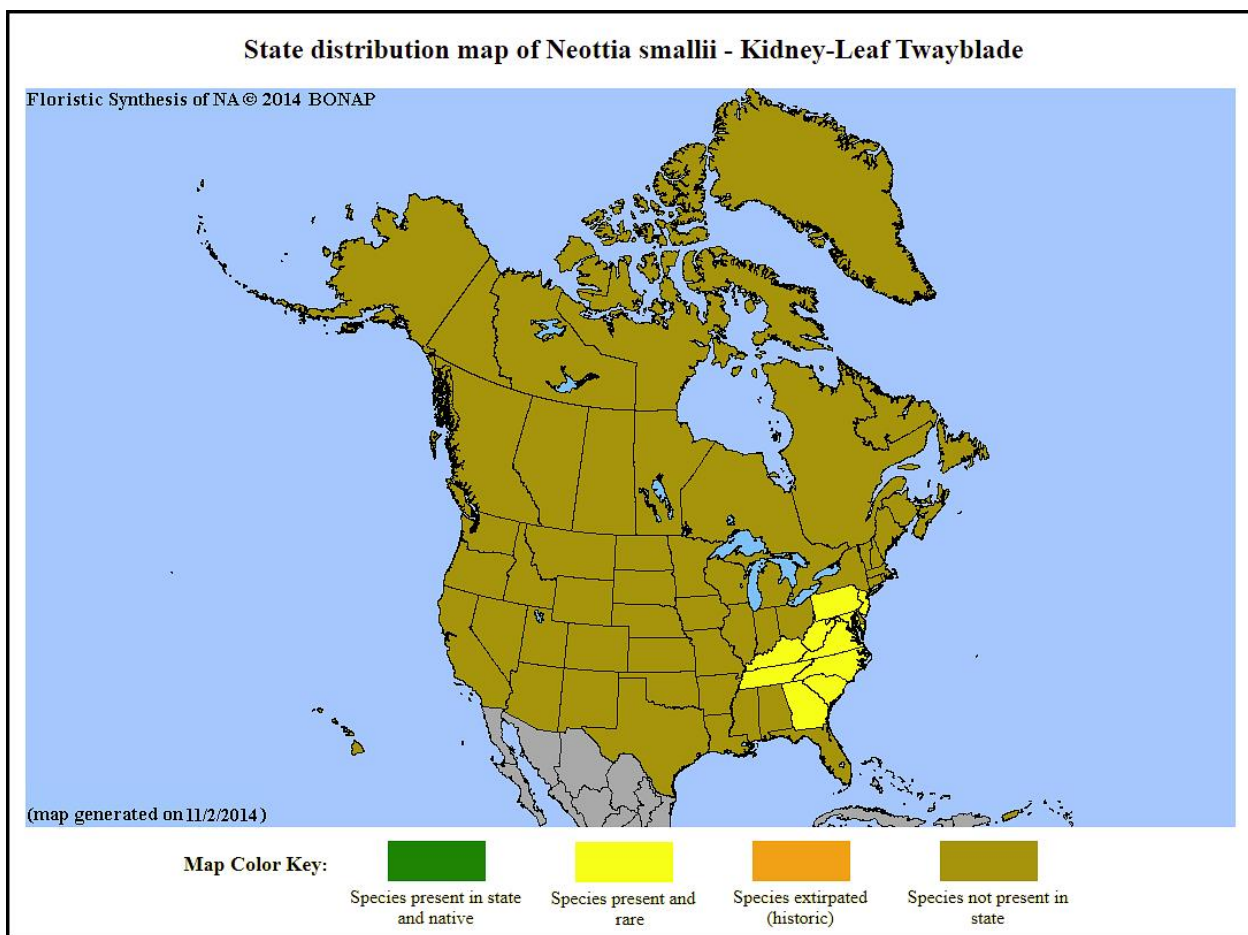 State distribution map of Neottia smallii - Kidney-Leaf Twayblade
Floristic Synthesis of NA © 2014 BONAP
(map generated on 11/2/2014)
Map Color Key:
Species present in state
and native
Species present and
rare
Species extirpated
(historic)
Species not present in
state